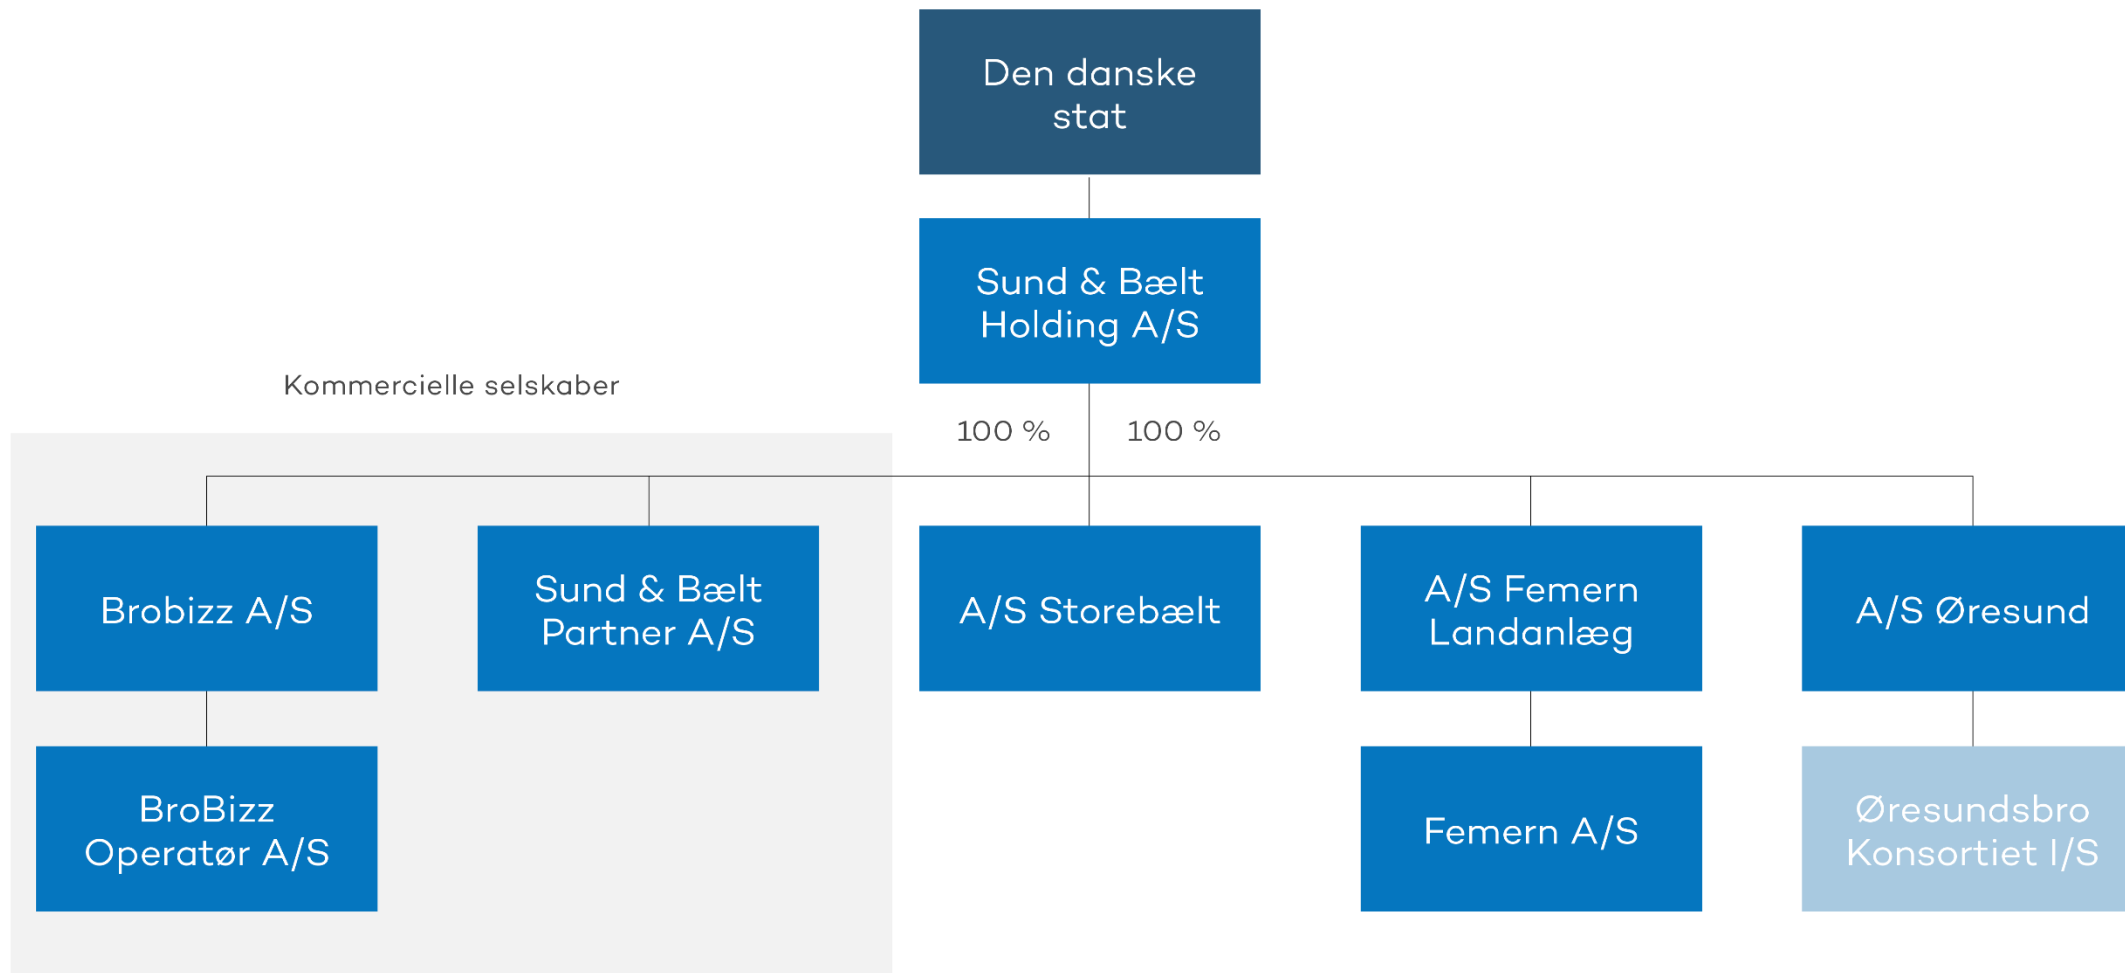 Den danske
stat
Sund & Bælt
Holding A/S
Kommercielle selskaber
100 %
100 %
Brobizz A/S
Sund & Bælt
Partner A/S
A/S Storebælt
A/S Femern
Landanlæg
A/S Øresund
BroBizz
Operatør A/S
Femern A/S
Øresundsbro
Konsortiet I/S